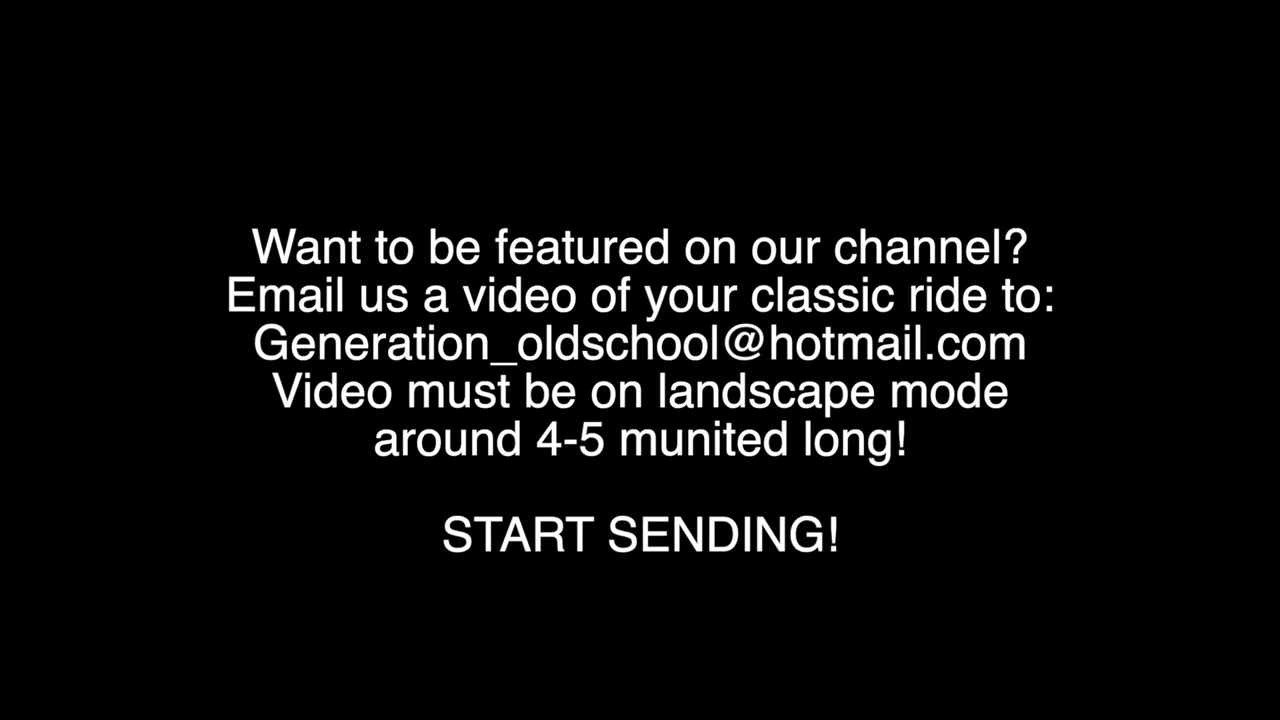 Want to be featured on our channel?
Email us a video of your classic ride to:
Generation_oldschool@hotmail.com
Video must be on landscape mode
around 4-5 munited long!
START SENDING!